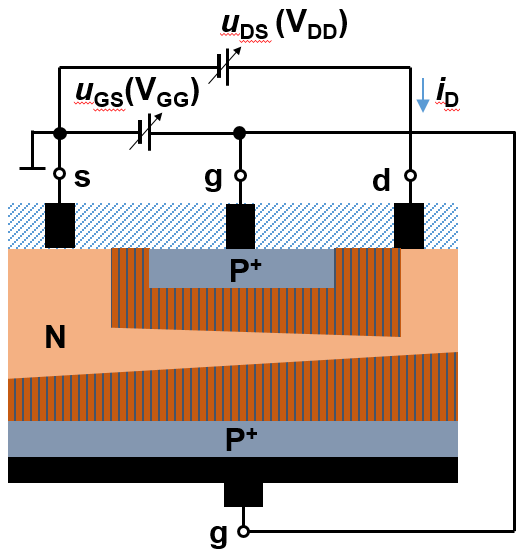 uDS (VDD)
uGS(VGG)
iD
s
g
d
P+
N
P+
g